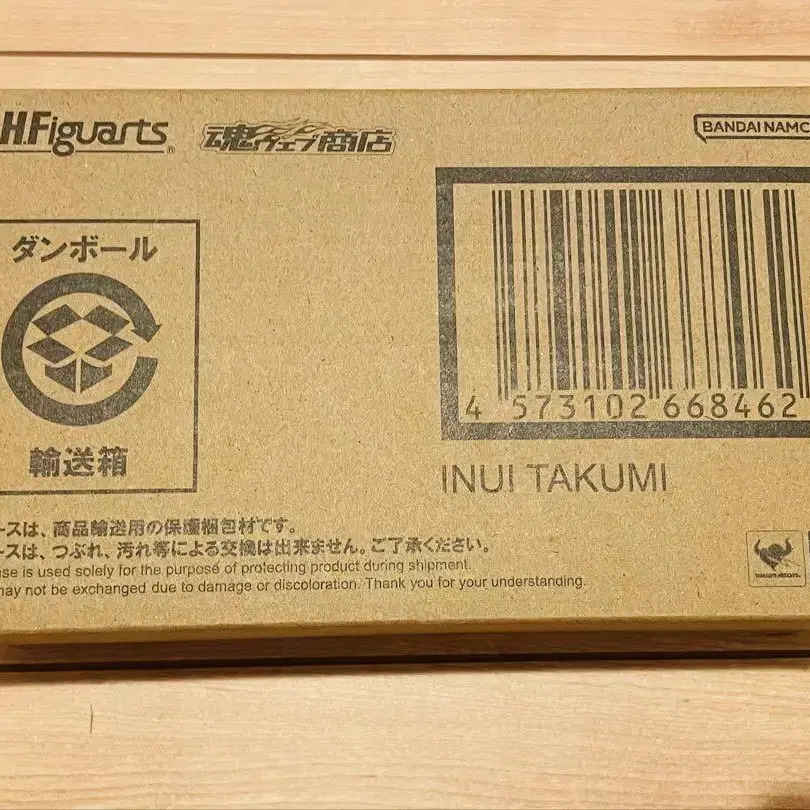 H.Figuarts
魂ウェブ商店
BANDAI NAMC
ダンボール
輸送箱
4 573102 668462
INUI TAKUMI
ースは、商品輸送用の保護梱包材です。
ースは、つぶれ、汚れ等による交換は出来ません。ご了承ください。
se is used solely for the purpose of protecting product during shipment.
may not be exchanged due to damage or discoloration. Thank you for your understanding.